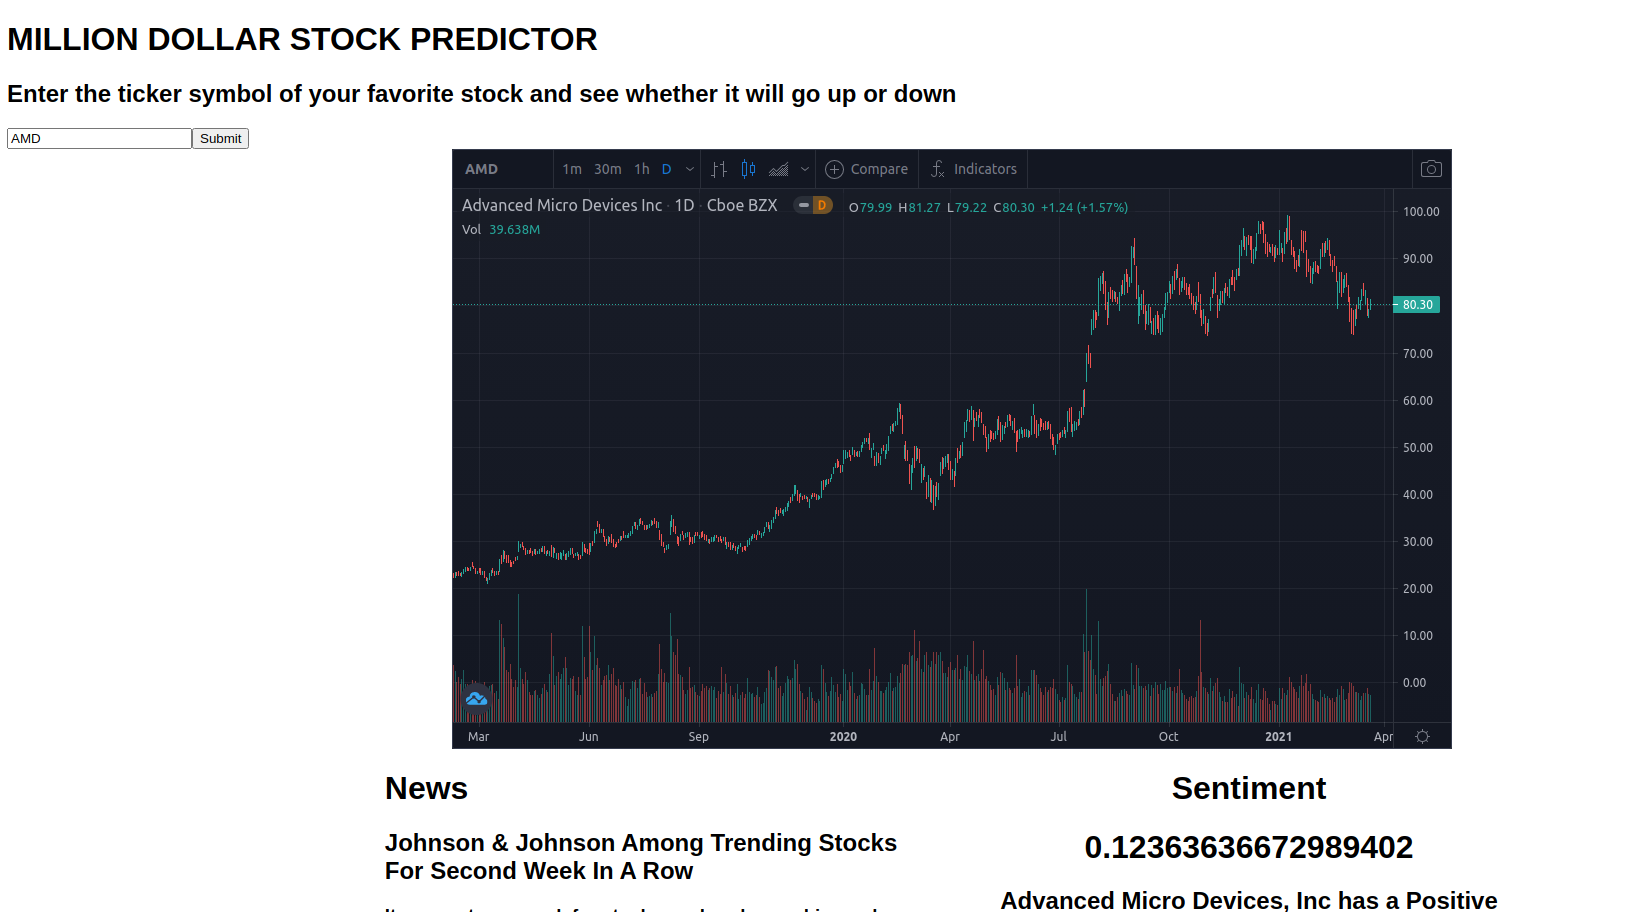 MILLION DOLLAR STOCK PREDICTOR
Enter the ticker symbol of your favorite stock and see whether it will go up or down
AMD Submit
AMD 1m 30m 1h D Compare Indicators
Advanced Micro Devices Inc · 1D · Cboe BZX D O79.99 H81.27 L79.22 C80.30 +1.24 (+1.57%)
Vol 39.638M
100.00
90.00
80.30
70.00
60.00
50.00
40.00
30.00
20.00
10.00
0.00
Mar Jun Sep 2020 Apr Jul Oct 2021 Apr
News
Johnson & Johnson Among Trending Stocks
For Second Week In A Row
Sentiment
0.12363636672989402
Advanced Micro Devices, Inc has a Positive